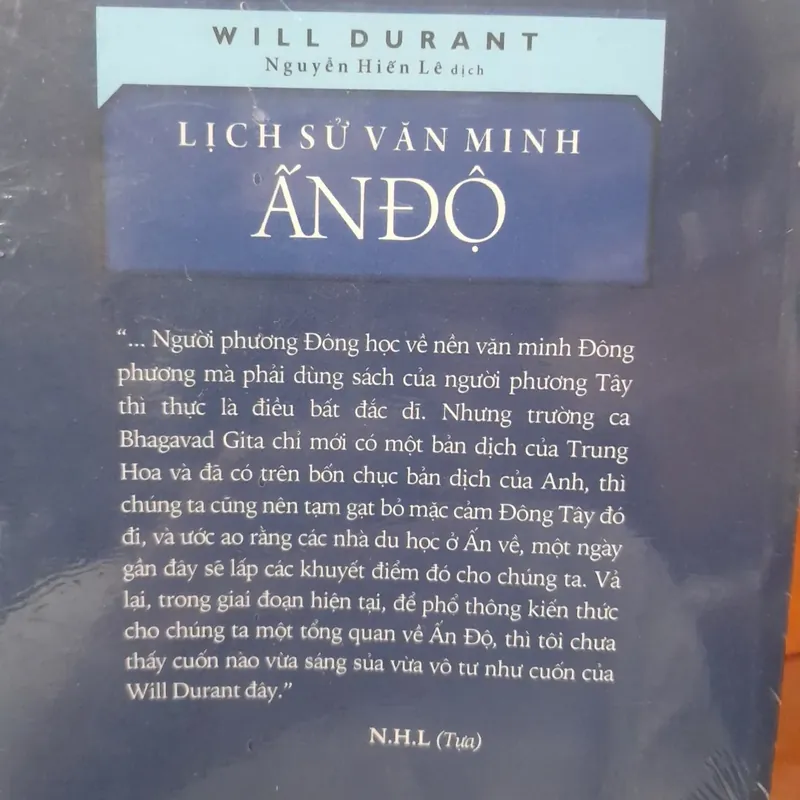 WILL DURANT
Nguyễn Hiến Lê dịch
LỊCH SỬ VĂN MINH
ẤN ĐỘ
“... Người phương Đông học về nền văn minh Đông
phương mà phải dùng sách của người phương Tây
thì thực là điều bất đắc dĩ. Nhưng trường ca
Bhagavad Gita chỉ mới có một bản dịch của Trung
Hoa và đã có trên bốn chục bản dịch của Anh, thì
chúng ta cũng nên tạm gạt bỏ mặc cảm Đông Tây đó
đi, và ước ao rằng các nhà du học ở Ấn về, một ngày
gần đây sẽ lấp các khuyết điểm đó cho chúng ta. Vả
lại, trong giai đoạn hiện tại, để phổ thông kiến thức
cho chúng ta một tổng quan về Ấn Độ, thì tôi chưa
thấy cuốn nào vừa sáng sủa vừa vô tư như cuốn của
Will Durant đây.”
N.H.L (Tựa)